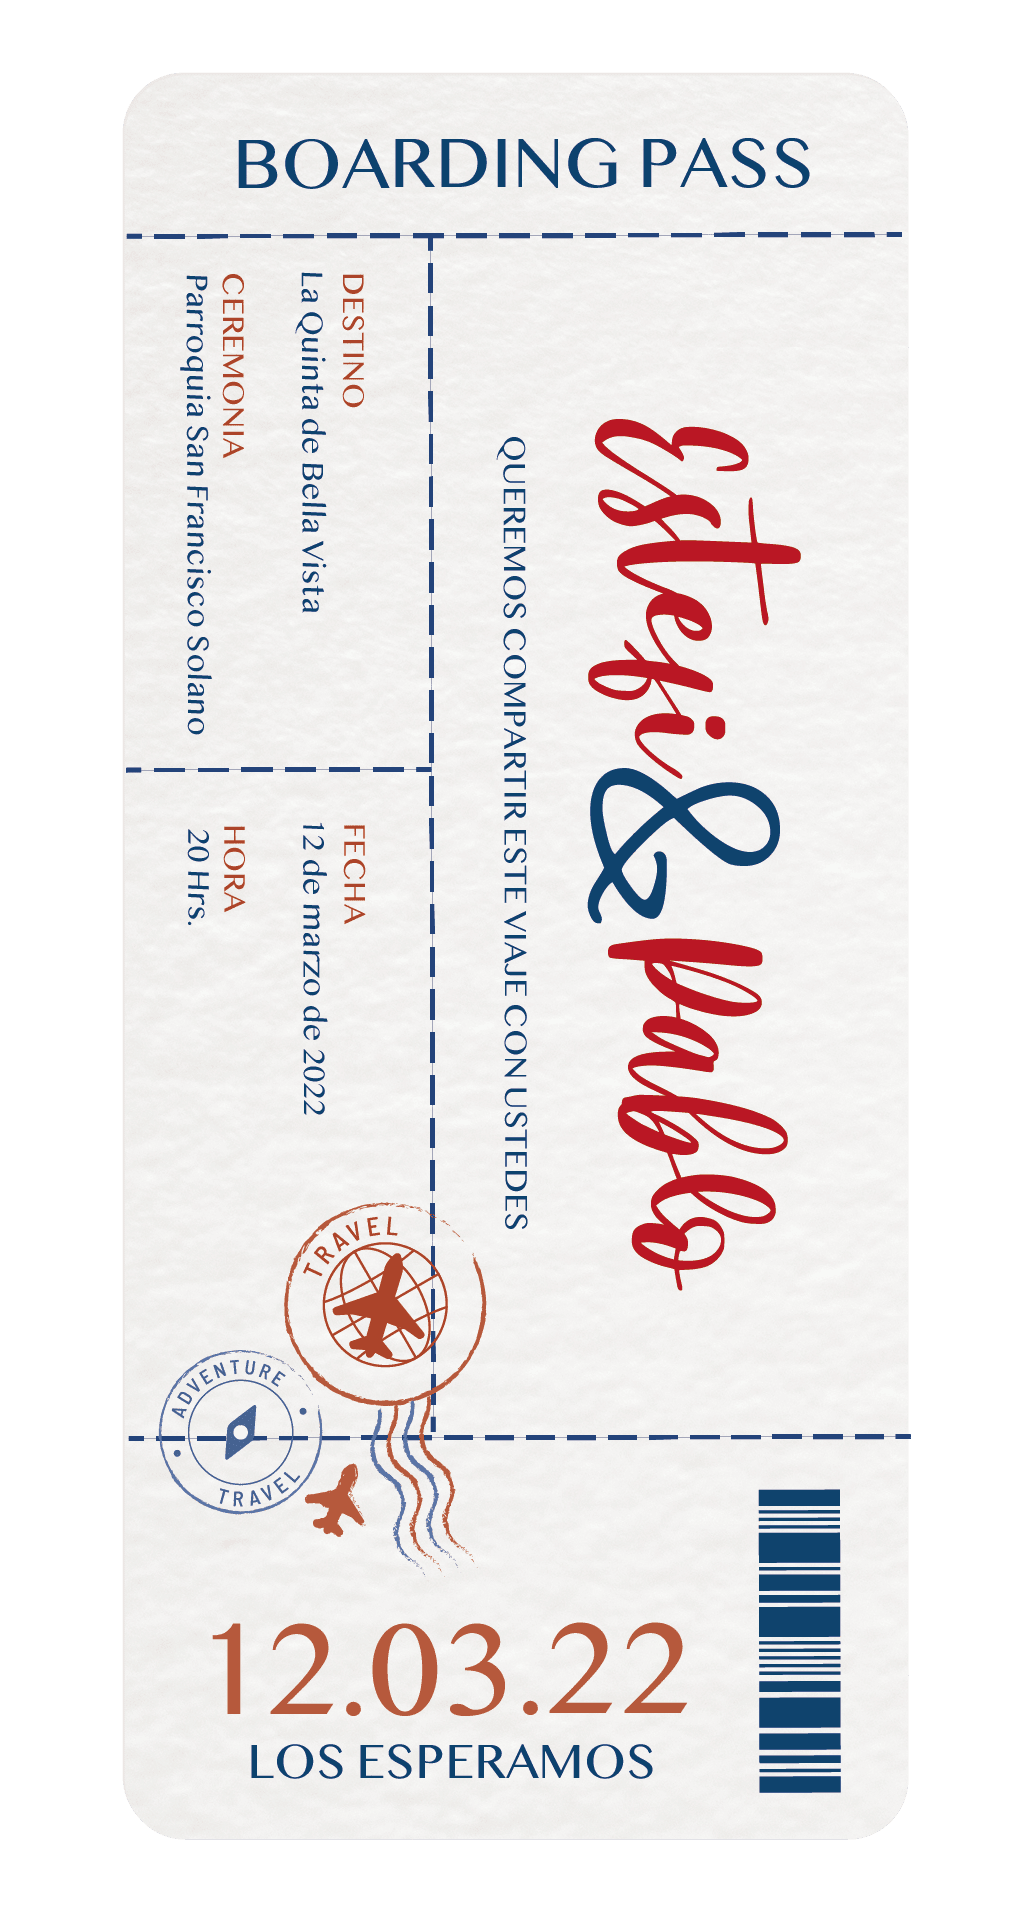 BOARDING PASS
Estefi & Pablo
QUEREMOS COMPARTIR ESTE VIAJE CON USTEDES
DESTINO
La Quinta de Bella Vista
CEREMONIA
Parroquia San Francisco Solano
FECHA
12 de marzo de 2022
HORA
20 Hrs.
TRAVEL
ADVENTURE
TRAVEL
12.03.22
LOS ESPERAMOS